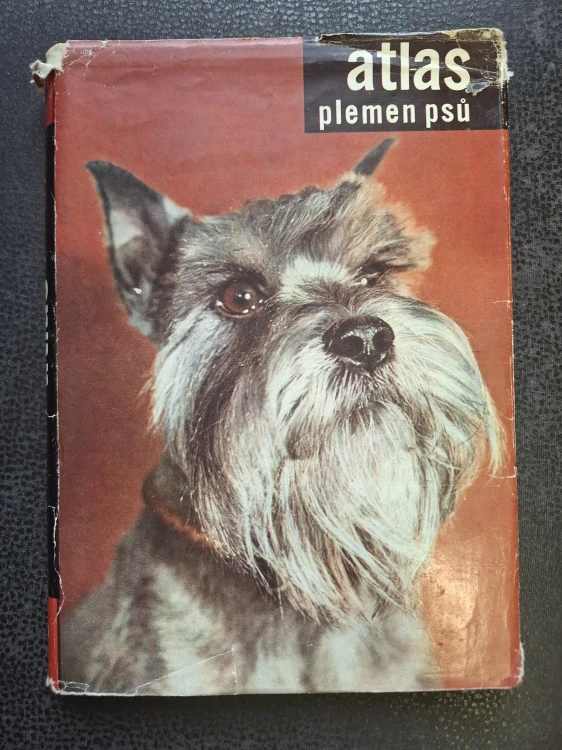 atlas
plemen psů